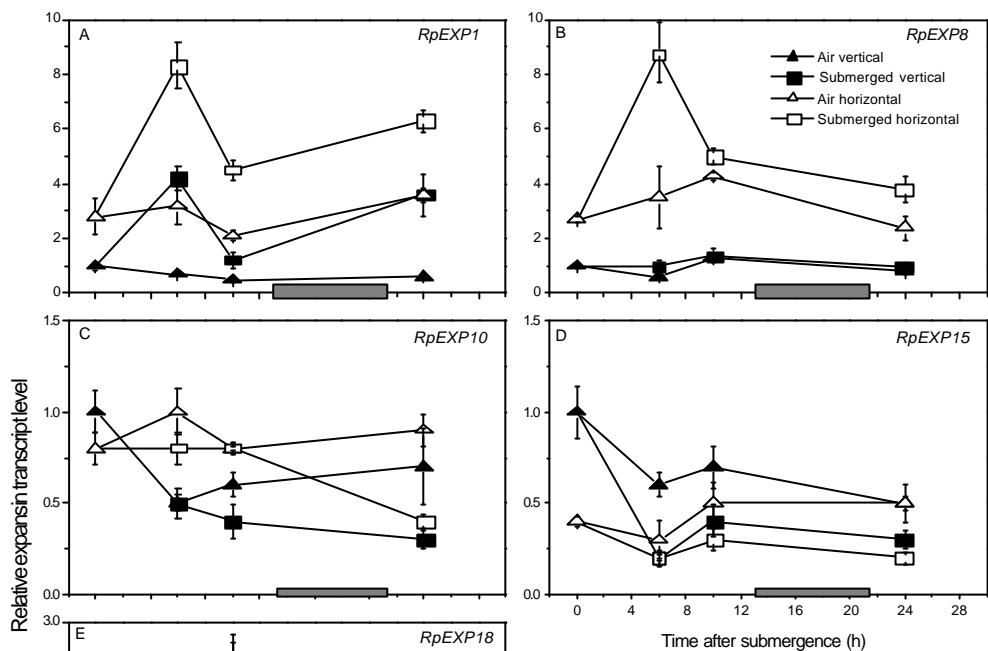 A
RpEXP1
10
8
6
4
2
0
B
RpEXP8
10
8
6
4
2
0
Air vertical
Submerged vertical
Air horizontal
Submerged horizontal
C
RpEXP10
1.5
1.0
0.5
0.0
D
RpEXP15
1.5
1.0
0.5
0.0
0 4 8 12 16 20 24 28
Time after submergence (h)
Relative expansin transcript level
E
RpEXP18
3.0